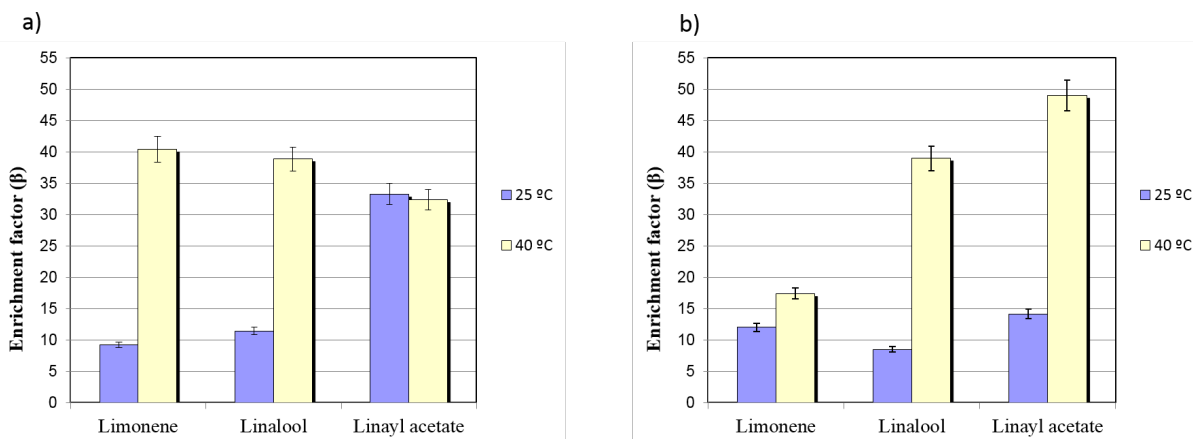 a)
Enrichment factor (β)
55
50
45
40
35
30
25
20
15
10
5
0
Limonene
Linalool
Linayl acetate
25 ºC
40 ºC
b)
Enrichment factor (β)
55
50
45
40
35
30
25
20
15
10
5
0
Limonene
Linalool
Linayl acetate
25 ºC
40 ºC